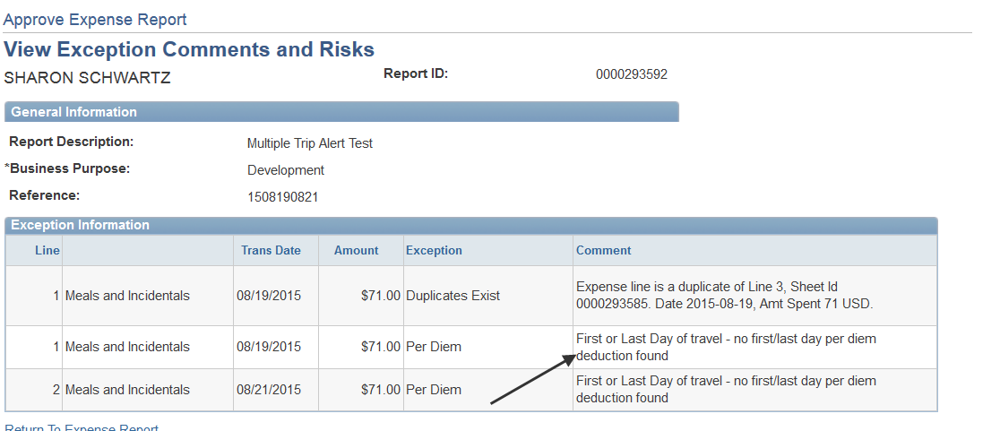 Approve Expense Report
View Exception Comments and Risks
SHARON SCHWARTZ
Report ID: 0000293592
General Information
Report Description: Multiple Trip Alert Test
*Business Purpose: Development
Reference: 1508190821
Exception Information
Line Trans Date Amount Exception Comment
1 Meals and Incidentals 08/19/2015 $71.00 Duplicates Exist Expense line is a duplicate of Line 3, Sheet Id
0000293585. Date 2015-08-19, Amt Spent 71 USD.
1 Meals and Incidentals 08/19/2015 $71.00 Per Diem First or Last Day of travel - no first/last day per diem
deduction found
2 Meals and Incidentals 08/21/2015 $71.00 Per Diem First or Last Day of travel - no first/last day per diem
deduction found
Return To Expense Report